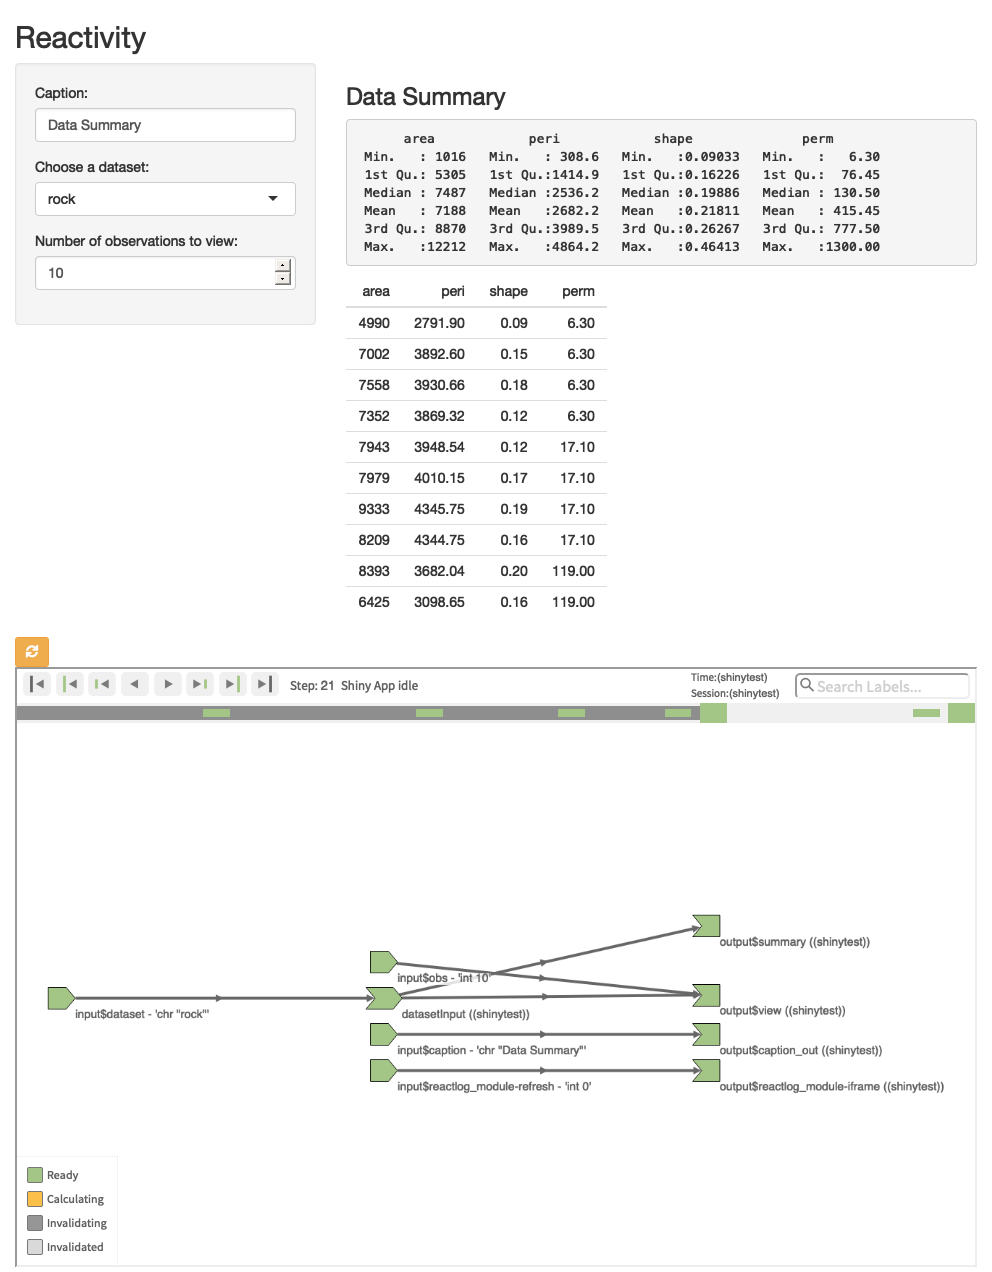 Reactivity
Caption:
Data Summary
Choose a dataset:
rock
Number of observations to view:
10
Data Summary
area peri shape perm
Min. : 1016 Min. : 308.6 Min. :0.09033 Min. : 6.30
1st Qu.: 5305 1st Qu.:1414.9 1st Qu.:0.16226 1st Qu.: 76.45
Median : 7487 Median :2536.2 Median :0.19886 Median : 130.50
Mean : 7188 Mean :2682.2 Mean :0.21811 Mean : 415.45
3rd Qu.: 8870 3rd Qu.:3989.5 3rd Qu.:0.26267 3rd Qu.: 777.50
Max. :12212 Max. :4864.2 Max. :0.46413 Max. :1300.00
area peri shape perm
4990 2791.90 0.09 6.30
7002 3892.60 0.15 6.30
7558 3930.66 0.18 6.30
7352 3869.32 0.12 6.30
7943 3948.54 0.12 17.10
7979 4010.15 0.17 17.10
9333 4345.75 0.19 17.10
8209 4344.75 0.16 17.10
8393 3682.04 0.20 119.00
6425 3098.65 0.16 119.00
Step: 21 Shiny App idle
Time:(shinytest)
Session:(shinytest)
Search Labels...
output$summary ((shinytest))
input$obs - 'int 10'
input$dataset - 'chr "rock"'
datasetInput ((shinytest))
output$view ((shinytest))
input$caption - 'chr "Data Summary"'
output$caption_out ((shinytest))
input$reactlog_module-refresh - 'int 0'
output$reactlog_module-iframe ((shinytest))
Ready
Calculating
Invalidating
Invalidated